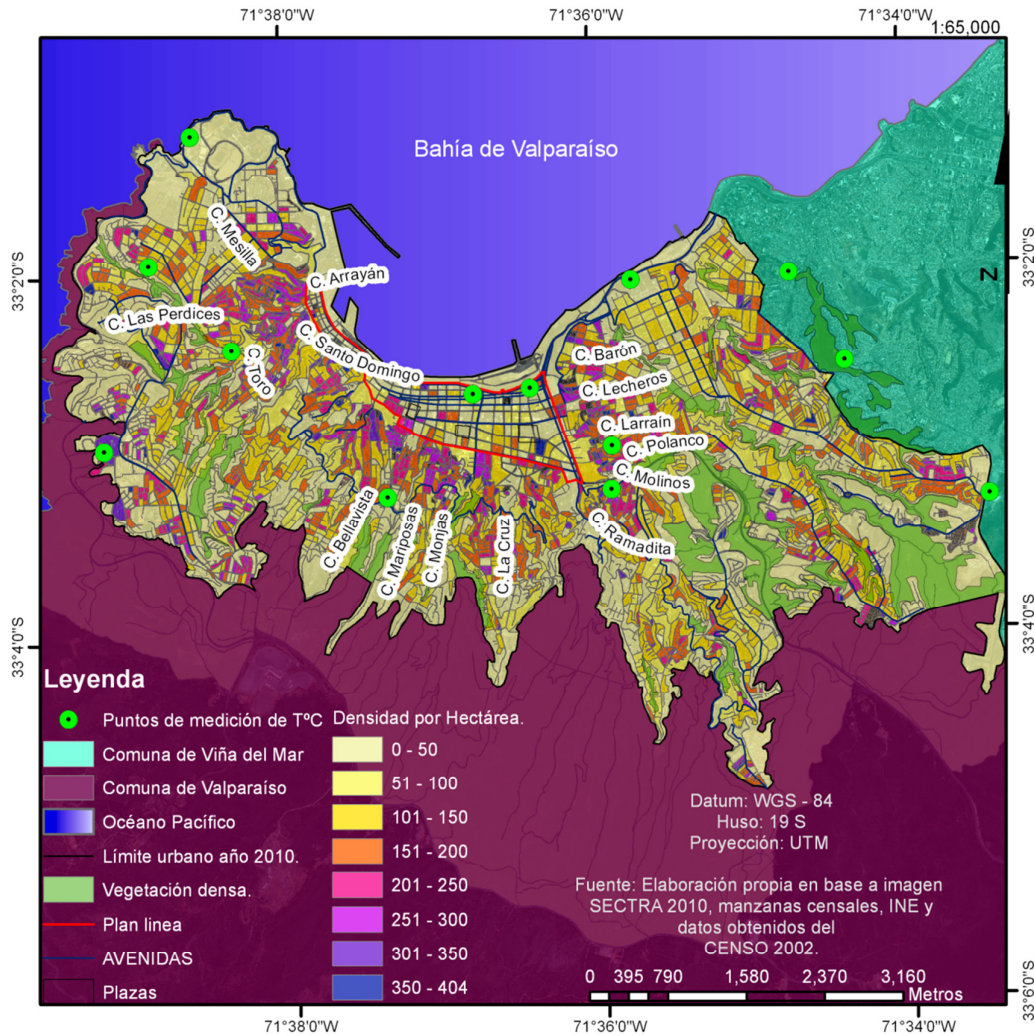 71°38'0"W
71°36'0"W
71°34'0"W
1:65,000
Bahía de Valparaíso
C. Mesilla
C. Arrayán
33°2'0"S
33°2'0"S
N
C. Las Perdices
C. Santo Domingo
C. Toro
C. Barón
C. Lecheros
C. Larraín
C. Polanco
C. Molinos
C. Bellavista
C. Mariposas
C. Monjas
C. La Cruz
C. Ramadita
33°4'0"S
33°4'0"S
Leyenda
Puntos de medición de TºC
Comuna de Viña del Mar
Comuna de Valparaíso
Océano Pacífico
Límite urbano año 2010.
Vegetación densa.
Plan linea
AVENIDAS
Plazas
Densidad por Hectárea.
0 - 50
51 - 100
101 - 150
151 - 200
201 - 250
251 - 300
301 - 350
350 - 404
Datum: WGS - 84
Huso: 19 S
Proyección: UTM
Fuente: Elaboración propia en base a imagen
SECTRA 2010, manzanas censales, INE y
datos obtenidos del
CENSO 2002.
0 395 790 1,580 2,370 3,160
Metros
33°6'0"S
71°38'0"W
71°36'0"W
71°34'0"W